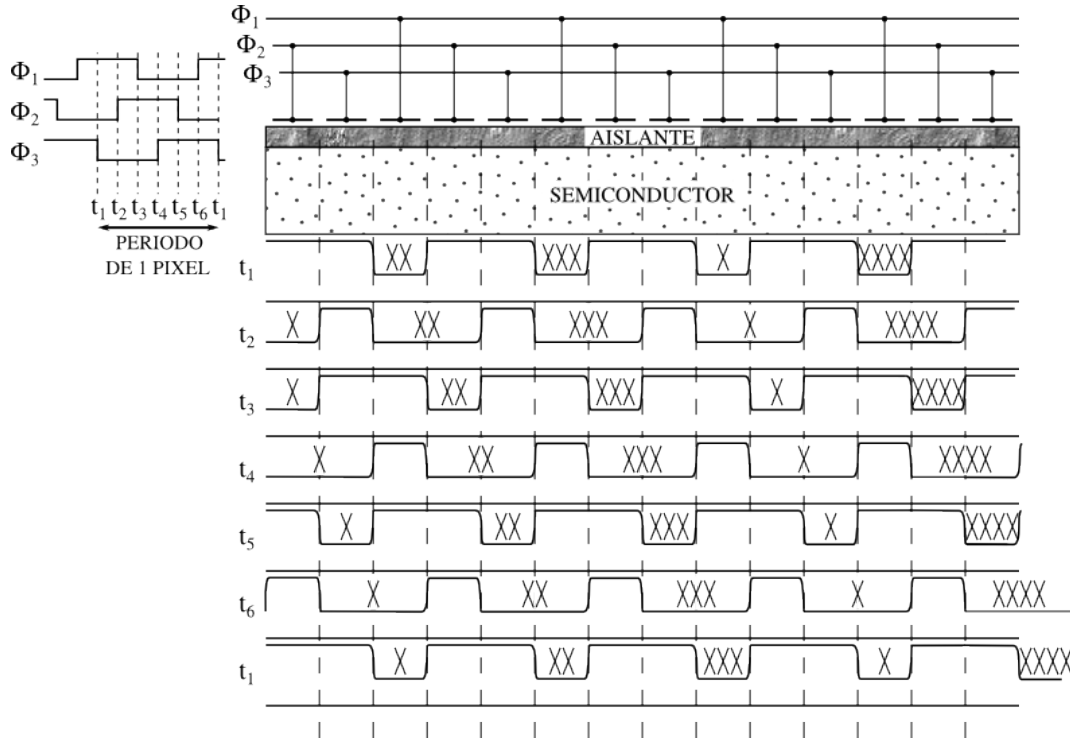 Φ₁
Φ₂
Φ₃
t₁ t₂ t₃ t₄ t₅ t₆ t₁
PERIODO
DE 1 PIXEL
Φ₁
Φ₂
Φ₃
AISLANTE
SEMICONDUCTOR
t₁ XX XXX X XXXX
t₂ X XX XXX X XXXX
t₃ X XX XXX X XXXX
t₄ X XX XXX X XXXX
t₅ X XX XXX X XXXX
t₆ X XX XXX X XXXX
t₁ X XX XXX X XXXX